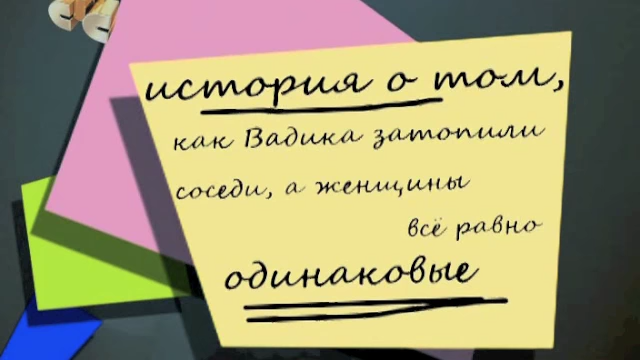 история о том,
как Вадика затопили
соседи, а женщины
всё равно
одинаковые